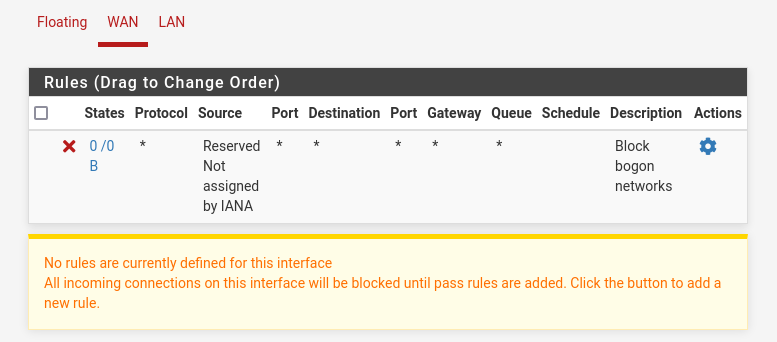 Floating WAN LAN
Rules (Drag to Change Order)
States Protocol Source Port Destination Port Gateway Queue Schedule Description Actions
0 /0 * Reserved * * * * * Block
B Not bogon
assigned networks
by IANA
No rules are currently defined for this interface
All incoming connections on this interface will be blocked until pass rules are added. Click the button to add a
new rule.